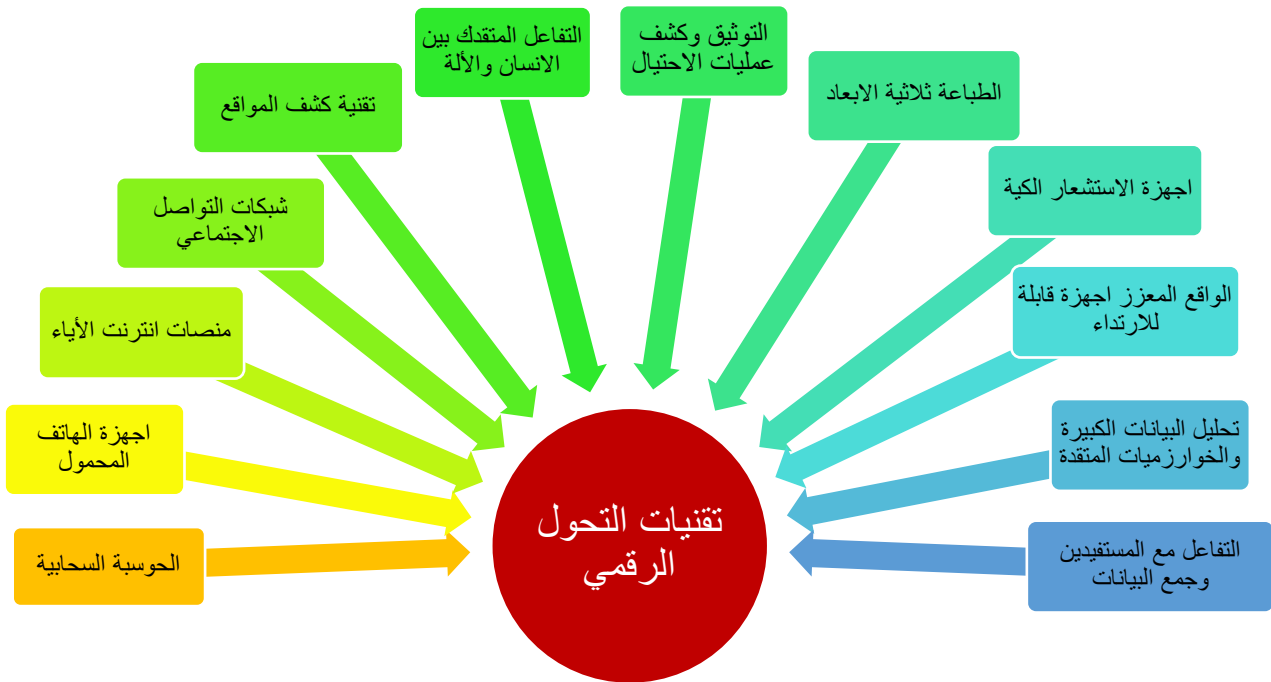 التوثيق وكشف
عمليات الاحتيال
التفاعل المتقدك بين
الانسان والألة
الطباعة ثلاثية الابعاد
تقنية كشف المواقع
اجهزة الاستشعار الكية
شبكات التواصل
الاجتماعي
الواقع المعزز اجهزة قابلة
للارتداء
منصات انترنت الأياء
تحليل البيانات الكبيرة
والخوارزميات المتقدة
اجهزة الهاتف
المحمول
التفاعل مع المستفيدين
وجمع البيانات
الحوسبة السحابية
تقنيات التحول
الرقمي